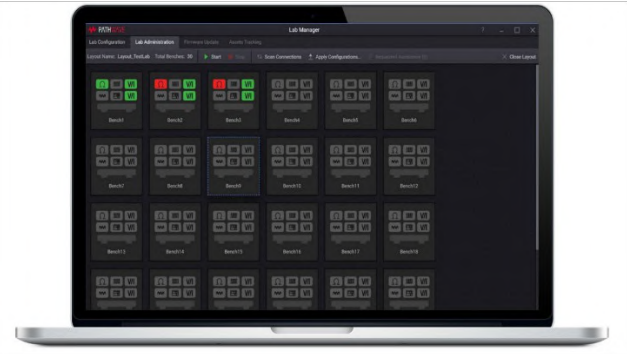 PATHWAVE
Lab Manager
? _ X
Lab Configuration Lab Administration Firmware Update Assets Tracking
Layout Name: Layout_TestLab Total Benches: 30 Start Stop Scan Connections Apply Configurations... Close Layout
Bench1 Bench2 Bench3 Bench4 Bench5 Bench6
Bench7 Bench8 Bench9 Bench10 Bench11 Bench12
Bench13 Bench14 Bench15 Bench16 Bench17 Bench18